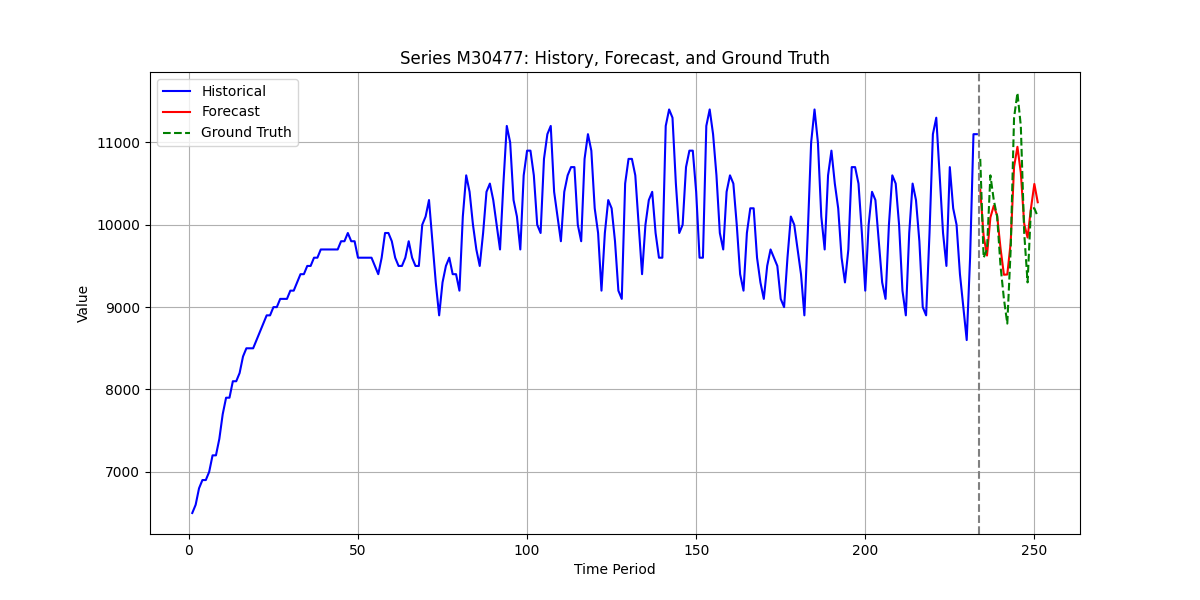 Series M30477: History, Forecast, and Ground Truth
Historical
Forecast
Ground Truth
11000
10000
9000
8000
7000
Value
0 50 100 150 200 250
Time Period